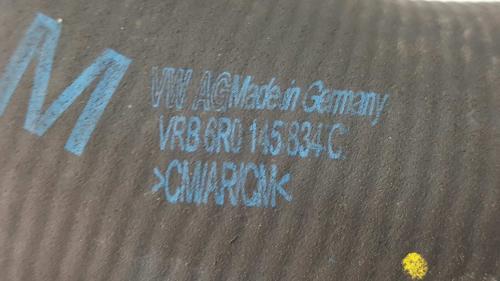 M
VW AG Made in Germany
VRB 6R0 145 834 C
>CM/AR/CM<